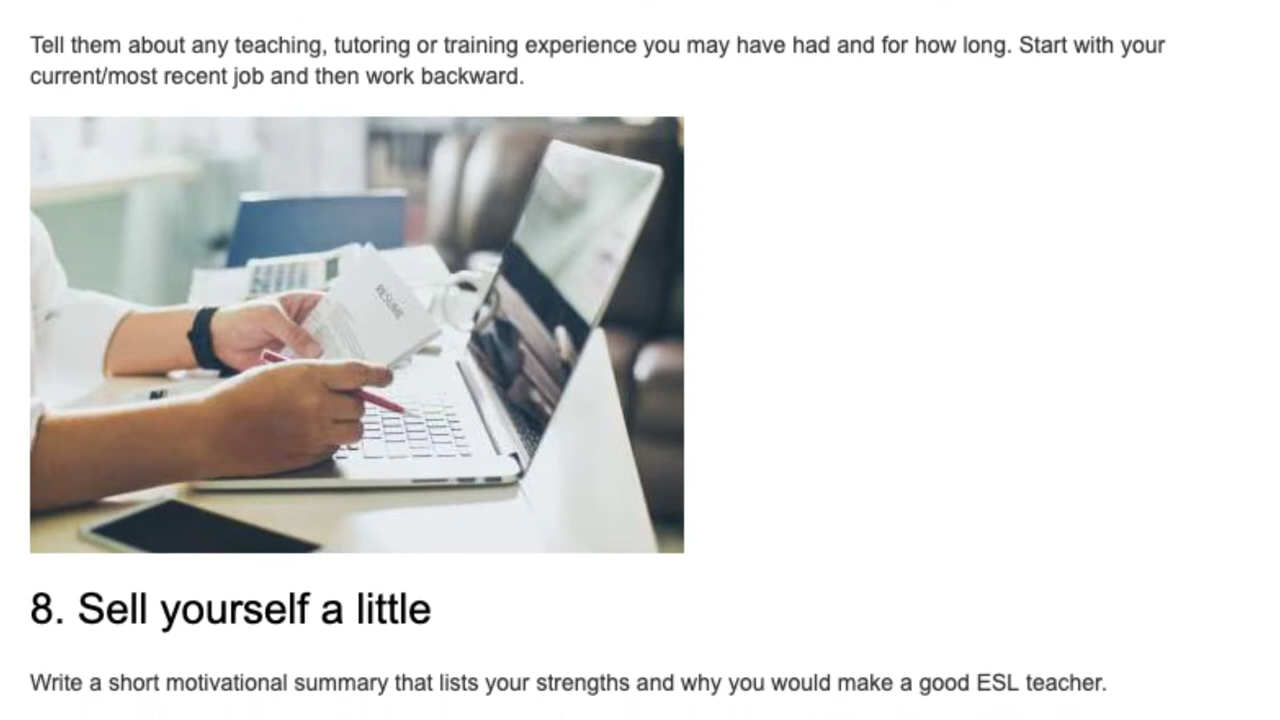 Tell them about any teaching, tutoring or training experience you may have had and for how long. Start with your
current/most recent job and then work backward.
RESUME
8. Sell yourself a little
Write a short motivational summary that lists your strengths and why you would make a good ESL teacher.